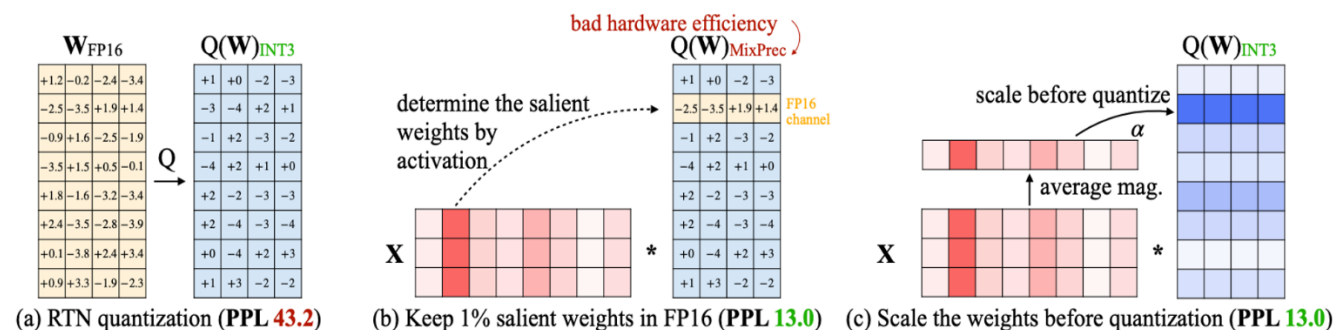 bad hardware efficiency
W_FP16
Q(W)_INT3
Q(W)_MixPrec
Q(W)_INT3
+1.2 −0.2 −2.4 −3.4
−2.5 −3.5 +1.9 +1.4
−0.9 +1.6 −2.5 −1.9
−3.5 +1.5 +0.5 −0.1
+1.8 −1.6 −3.2 −3.4
+2.4 −3.5 −2.8 −3.9
+0.1 −3.8 +2.4 +3.4
+0.9 +3.3 −1.9 −2.3
Q
+1 +0 −2 −3
−3 −4 +2 +1
−1 +2 −3 −2
−4 +2 +1 +0
+2 −2 −3 −3
+2 −4 −3 −4
+0 −4 +2 +3
+1 +3 −2 −2
determine the salient
weights by
activation
X
*
+1 +0 −2 −3
−2.5 −3.5 +1.9 +1.4
−1 +2 −3 −2
−4 +2 +1 +0
+2 −2 −3 −3
+2 −4 −3 −4
+0 −4 +2 +3
+1 +3 −2 −2
FP16
channel
scale before quantize
α
average mag.
X
*
(a) RTN quantization (PPL 43.2)
(b) Keep 1% salient weights in FP16 (PPL 13.0)
(c) Scale the weights before quantization (PPL 13.0)